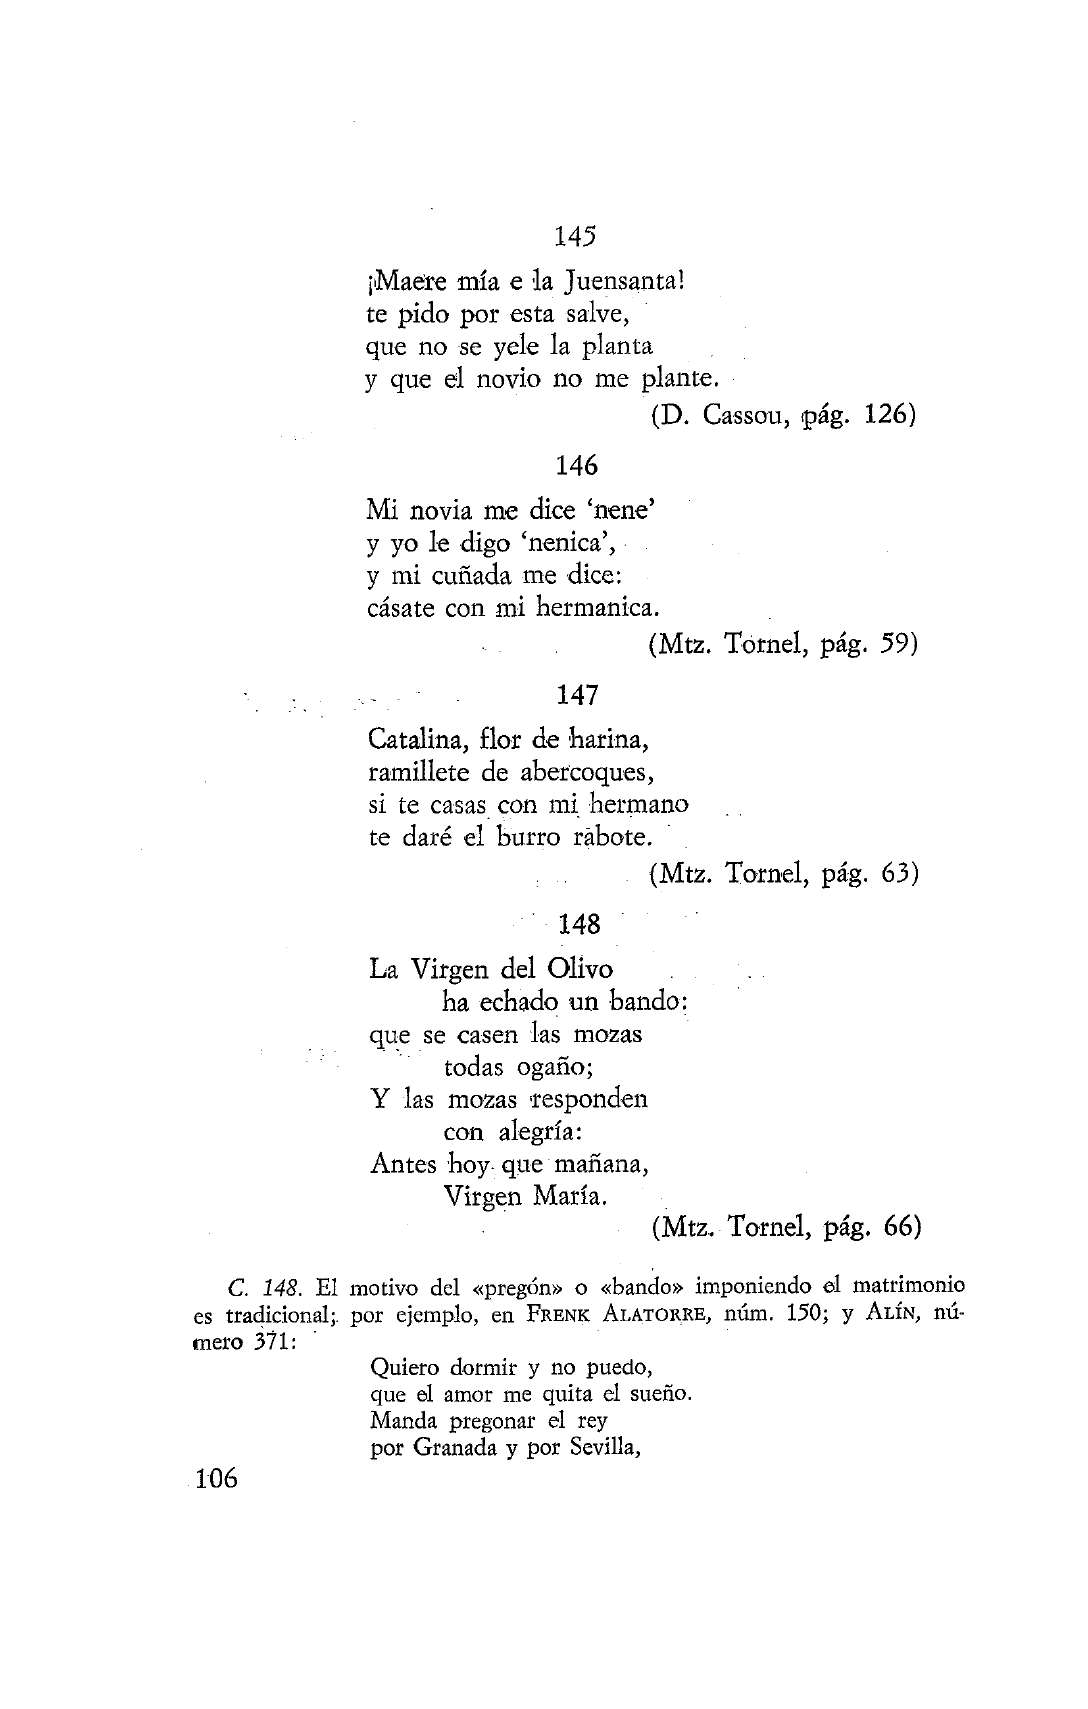 145
¡Maere mía e la Juensanta!
te pido por esta salve,
que no se yele la planta
y que el novio no me plante.
(D. Cassou, pág. 126)
146
Mi novia me dice ‘nene’
y yo le digo ‘nenica’,
y mi cuñada me dice:
cásate con mi hermanica.
(Mtz. Tornel, pág. 59)
147
Catalina, flor de harina,
ramillete de abercoques,
si te casas con mi hermano
te daré el burro rabote.
(Mtz. Tornel, pág. 63)
148
La Virgen del Olivo
ha echado un bando:
que se casen las mozas
todas ogaño;
Y las mozas responden
con alegría:
Antes hoy que mañana,
Virgen María.
(Mtz. Tornel, pág. 66)
C. 148. El motivo del «pregón» o «bando» imponiendo el matrimonio
es tradicional; por ejemplo, en FRENK ALATORRE, núm. 150; y ALÍN, nú-
mero 371:
Quiero dormir y no puedo,
que el amor me quita el sueño.
Manda pregonar el rey
por Granada y por Sevilla,
106